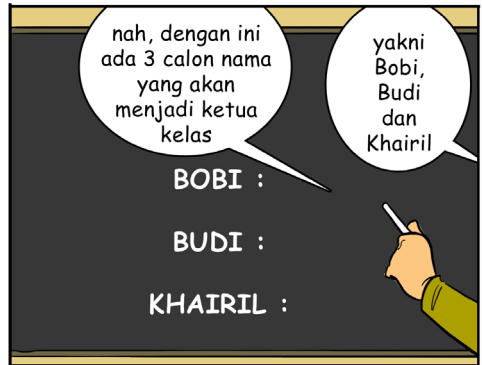 nah, dengan ini
ada 3 calon nama
yang akan
menjadi ketua
kelas
yakni
Bobi,
Budi
dan
Khairil
BOBI :
BUDI :
KHAIRIL :